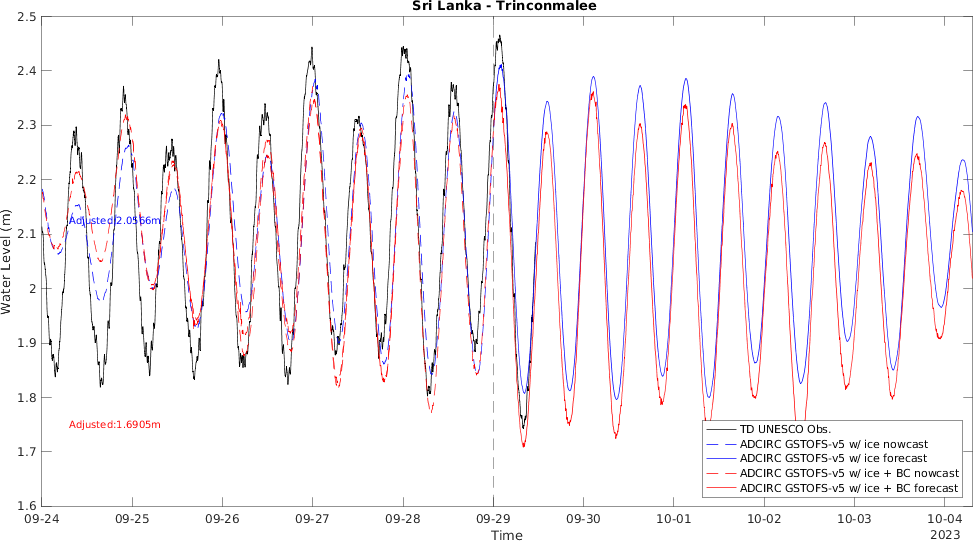 Sri Lanka - Trinconmalee
2.5
2.4
2.3
2.2
2.1
2
1.9
1.8
1.7
1.6
Water Level (m)
Adjusted:2.0566m
Adjusted:1.6905m
TD UNESCO Obs.
ADCIRC GSTOFS-v5 w/ ice nowcast
ADCIRC GSTOFS-v5 w/ ice forecast
ADCIRC GSTOFS-v5 w/ ice + BC nowcast
ADCIRC GSTOFS-v5 w/ ice + BC forecast
09-24 09-25 09-26 09-27 09-28 09-29 09-30 10-01 10-02 10-03 10-04
2023
Time